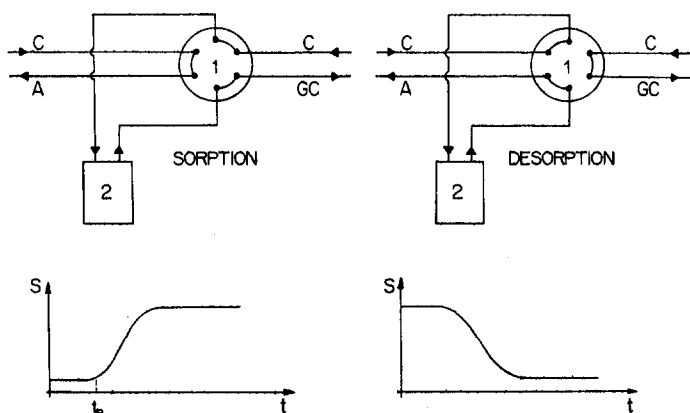 C 1 C C 1 C
A GC A GC
2 SORPTION 2 DESORPTION
S S
t t